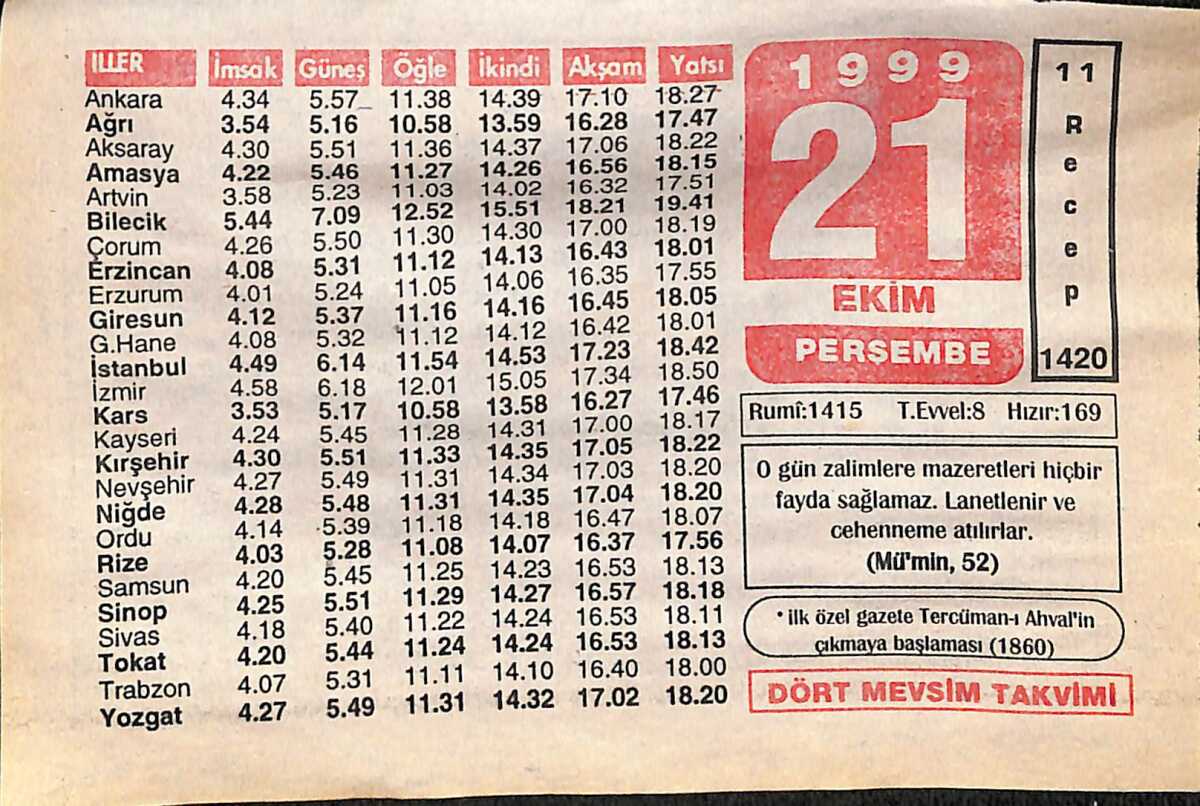 İLLER İmsak Güneş Öğle İkindi Akşam Yatsı
Ankara 4.34 5.57 11.38 14.39 17.10 18.27
Ağrı 3.54 5.16 10.58 13.59 16.28 17.47
Aksaray 4.30 5.51 11.36 14.37 17.06 18.22
Amasya 4.22 5.46 11.27 14.26 16.56 18.15
Artvin 3.58 5.23 11.03 14.02 16.32 17.51
Bilecik 5.44 7.09 12.52 15.51 18.21 19.41
Çorum 4.26 5.50 11.30 14.30 17.00 18.19
Erzincan 4.08 5.31 11.12 14.13 16.43 18.01
Erzurum 4.01 5.24 11.05 14.06 16.35 17.55
Giresun 4.12 5.37 11.16 14.16 16.45 18.05
G.Hane 4.08 5.32 11.12 14.12 16.42 18.01
İstanbul 4.49 6.14 11.54 14.53 17.23 18.42
İzmir 4.58 6.18 12.01 15.05 17.34 18.50
Kars 3.53 5.17 10.58 13.58 16.27 17.46
Kayseri 4.24 5.45 11.28 14.31 17.00 18.17
Kırşehir 4.30 5.51 11.33 14.35 17.05 18.22
Nevşehir 4.27 5.49 11.31 14.34 17.03 18.20
Niğde 4.28 5.48 11.31 14.35 17.04 18.20
Ordu 4.14 5.39 11.18 14.18 16.47 18.07
Rize 4.03 5.28 11.08 14.07 16.37 17.56
Samsun 4.20 5.45 11.25 14.23 16.53 18.13
Sinop 4.25 5.51 11.29 14.27 16.57 18.18
Sivas 4.18 5.40 11.22 14.24 16.53 18.11
Tokat 4.20 5.44 11.24 14.24 16.53 18.13
Trabzon 4.07 5.31 11.11 14.10 16.40 18.00
Yozgat 4.27 5.49 11.31 14.32 17.02 18.20
1999
21
EKİM
PERŞEMBE
11
Recep
1420
Rumî:1415 T.Evvel:8 Hızır:169
O gün zalimlere mazeretleri hiçbir
fayda sağlamaz. Lanetlenir ve
cehenneme atılırlar.
(Mü'min, 52)
• ilk özel gazete Tercüman-ı Ahval'in
çıkmaya başlaması (1860)
DÖRT MEVSİM TAKVİMİ